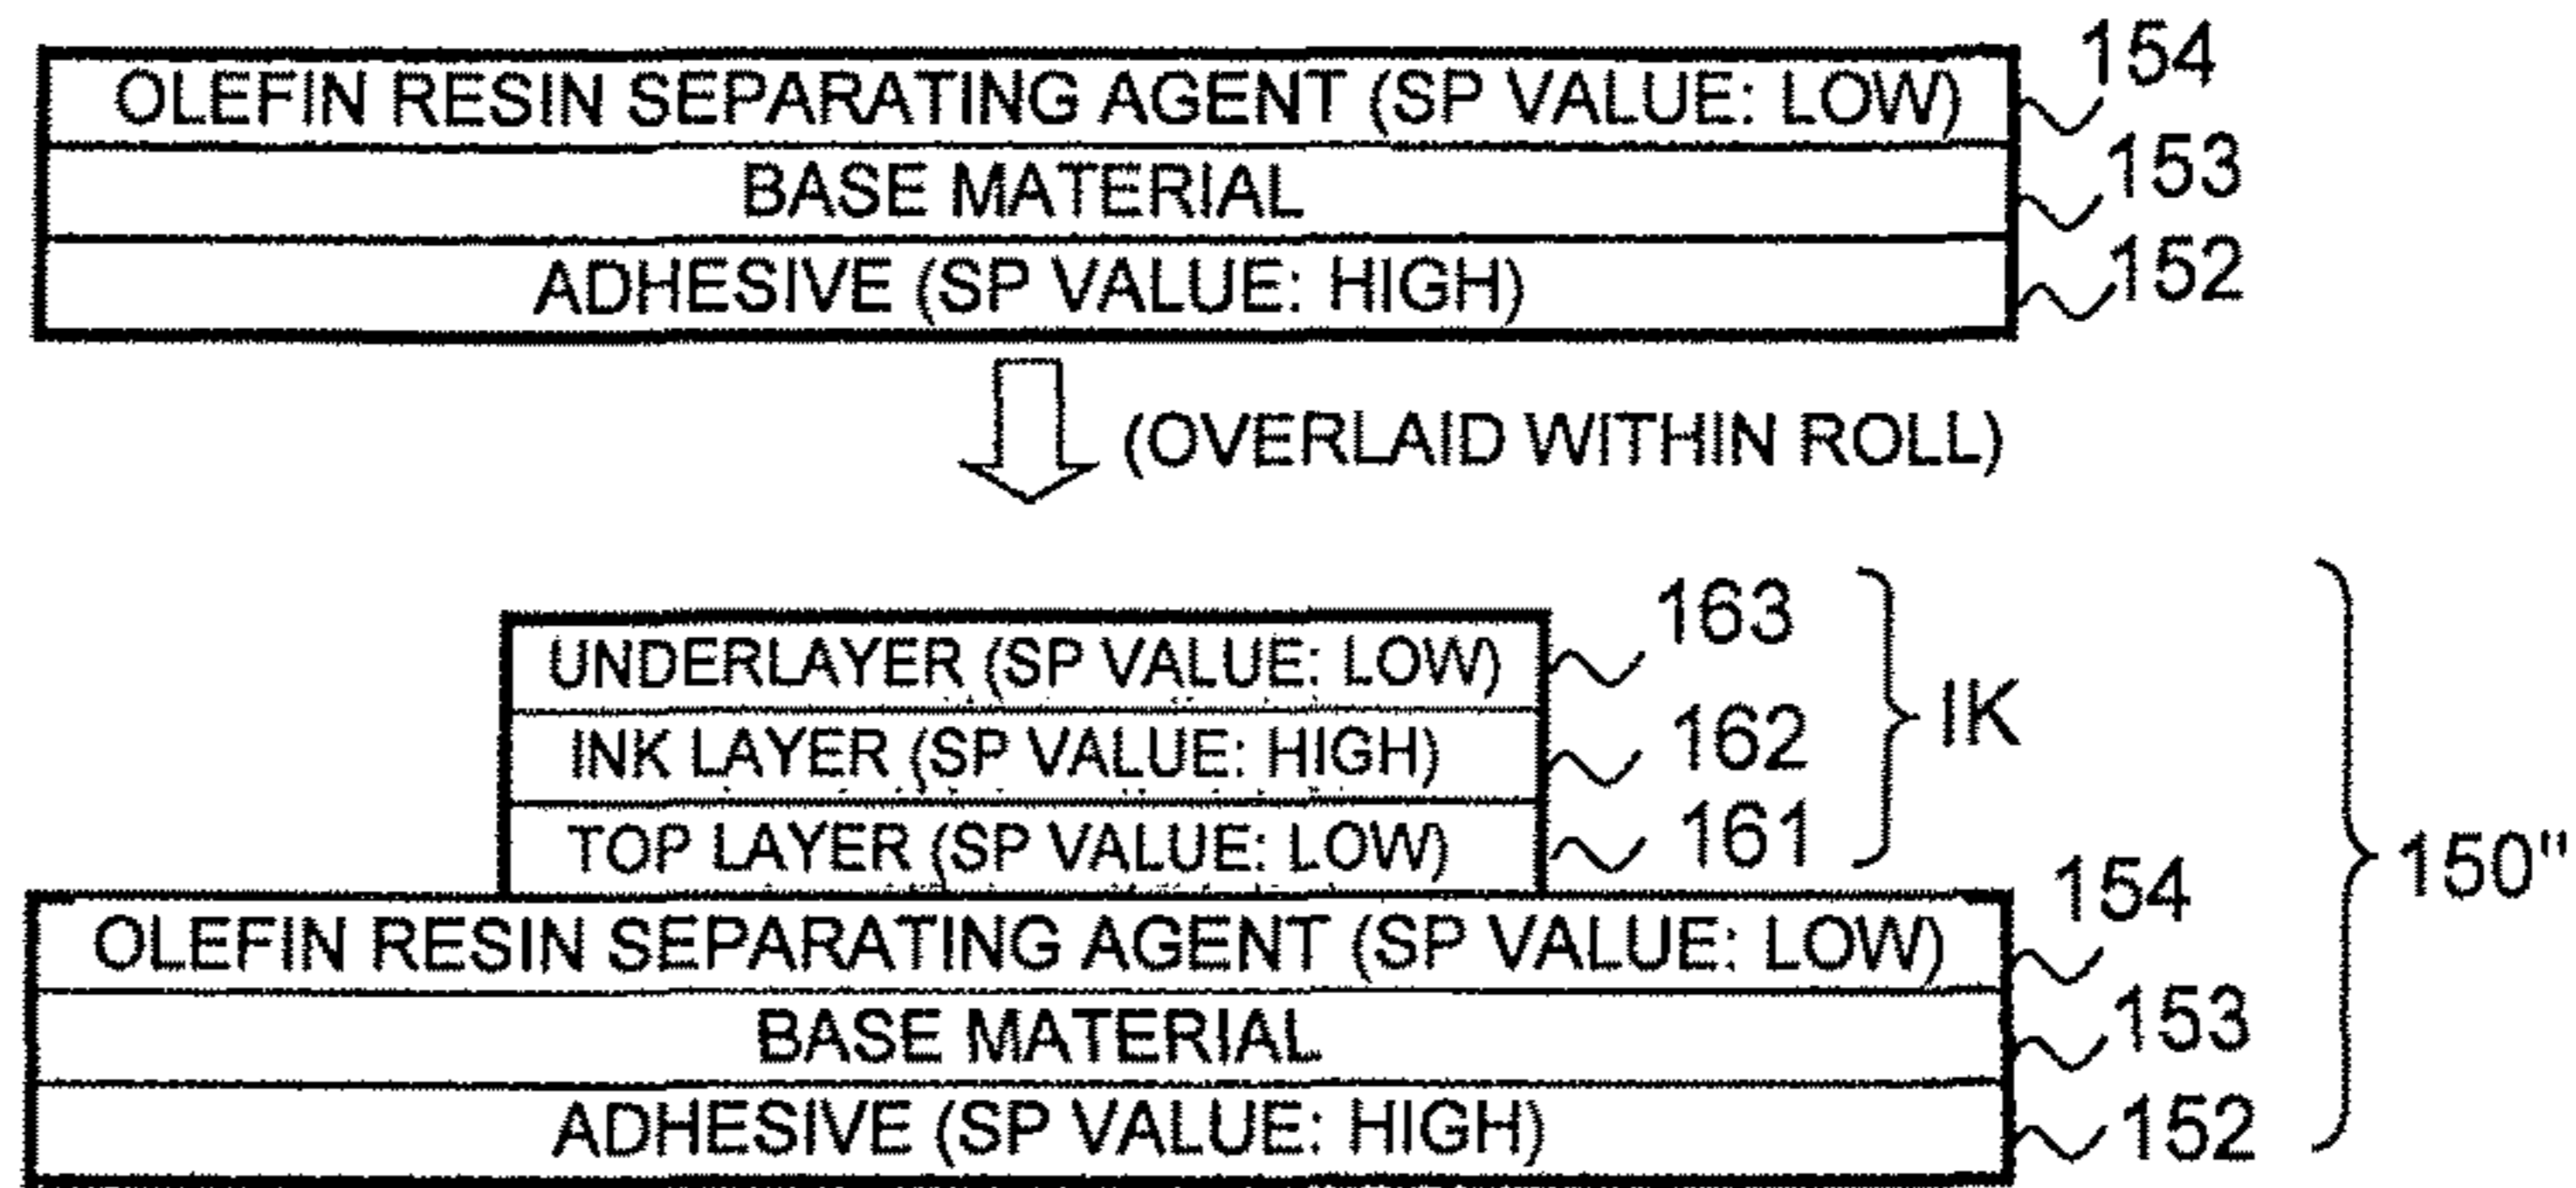 OLEFIN RESIN SEPARATING AGENT (SP VALUE: LOW) 154
BASE MATERIAL 153
ADHESIVE (SP VALUE: HIGH) 152
(OVERLAID WITHIN ROLL)
UNDERLAYER (SP VALUE: LOW) 163
INK LAYER (SP VALUE: HIGH) 162
TOP LAYER (SP VALUE: LOW) 161
IK
150"
OLEFIN RESIN SEPARATING AGENT (SP VALUE: LOW) 154
BASE MATERIAL 153
ADHESIVE (SP VALUE: HIGH) 152